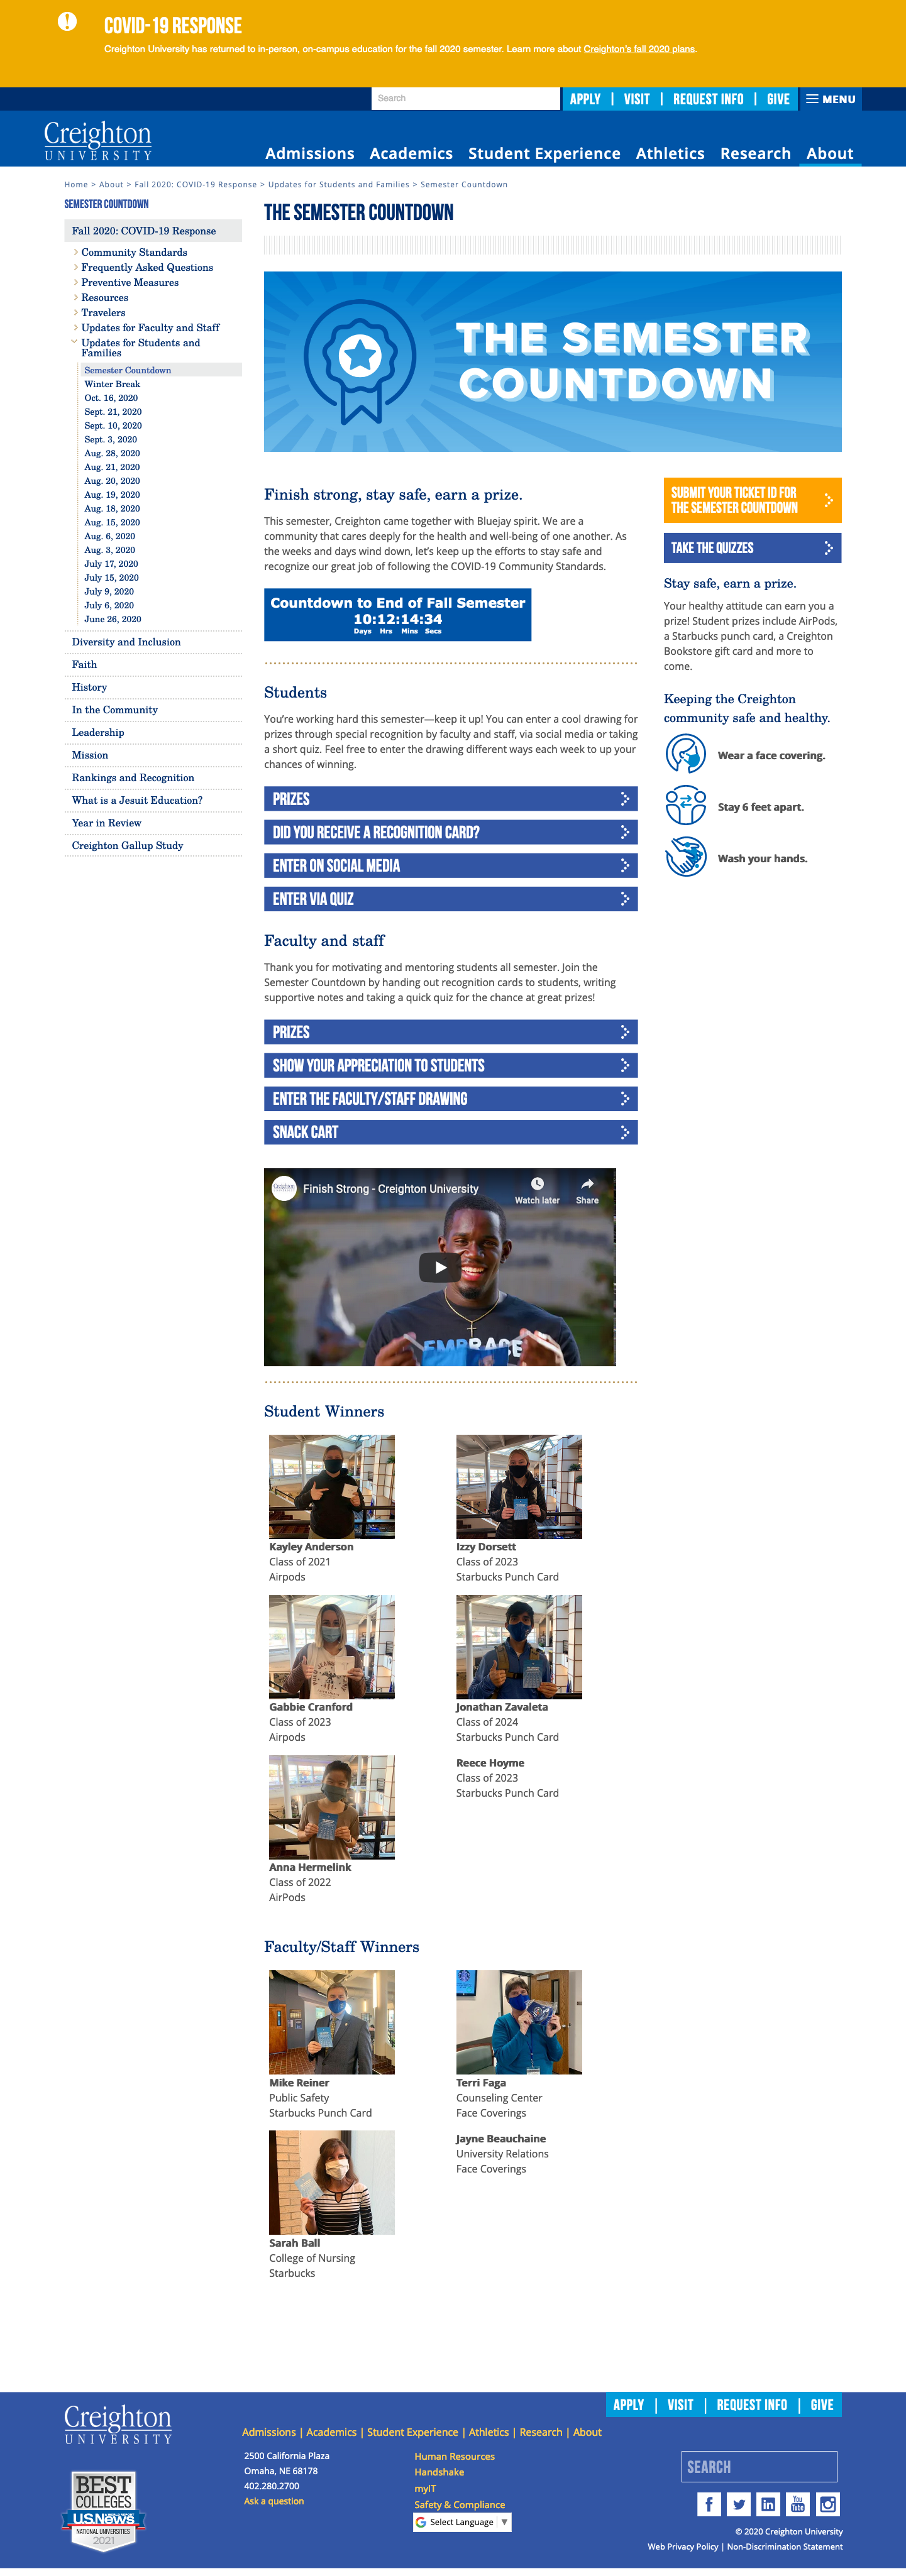 COVID-19 RESPONSE
Creighton University has returned to in-person, on-campus education for the fall 2020 semester. Learn more about Creighton's fall 2020 plans.
Search
APPLY | VISIT | REQUEST INFO | GIVE
MENU
Creighton
UNIVERSITY
Admissions Academics Student Experience Athletics Research About
Home > About > Fall 2020: COVID-19 Response > Updates for Students and Families > Semester Countdown
SEMESTER COUNTDOWN
Fall 2020: COVID-19 Response
Community Standards
Frequently Asked Questions
Preventive Measures
Resources
Travelers
Updates for Faculty and Staff
Updates for Students and
Families
Semester Countdown
Winter Break
Oct. 16, 2020
Sept. 21, 2020
Sept. 10, 2020
Sept. 3, 2020
Aug. 28, 2020
Aug. 21, 2020
Aug. 20, 2020
Aug. 19, 2020
Aug. 18, 2020
Aug. 15, 2020
Aug. 6, 2020
Aug. 3, 2020
July 17, 2020
July 15, 2020
July 9, 2020
July 6, 2020
June 26, 2020
Diversity and Inclusion
Faith
History
In the Community
Leadership
Mission
Rankings and Recognition
What is a Jesuit Education?
Year in Review
Creighton Gallup Study
THE SEMESTER COUNTDOWN
THE SEMESTER
COUNTDOWN
Finish strong, stay safe, earn a prize.
This semester, Creighton came together with Bluejay spirit. We are a
community that cares deeply for the health and well-being of one another. As
the weeks and days wind down, let's keep up the efforts to stay safe and
recognize our great job of following the COVID-19 Community Standards.
Countdown to End of Fall Semester
10:12:14:34
Days Hrs Mins Secs
Students
You're working hard this semester—keep it up! You can enter a cool drawing for
prizes through special recognition by faculty and staff, via social media or taking
a short quiz. Feel free to enter the drawing different ways each week to up your
chances of winning.
PRIZES
DID YOU RECEIVE A RECOGNITION CARD?
ENTER ON SOCIAL MEDIA
ENTER VIA QUIZ
Faculty and staff
Thank you for motivating and mentoring students all semester. Join the
Semester Countdown by handing out recognition cards to students, writing
supportive notes and taking a quick quiz for the chance at great prizes!
PRIZES
SHOW YOUR APPRECIATION TO STUDENTS
ENTER THE FACULTY/STAFF DRAWING
SNACK CART
Finish Strong - Creighton University
Watch later
Share
EMBRACE
SUBMIT YOUR TICKET ID FOR
THE SEMESTER COUNTDOWN
TAKE THE QUIZZES
Stay safe, earn a prize.
Your healthy attitude can earn you a
prize! Student prizes include AirPods,
a Starbucks punch card, a Creighton
Bookstore gift card and more to
come.
Keeping the Creighton
community safe and healthy.
Wear a face covering.
Stay 6 feet apart.
Wash your hands.
Student Winners
Kayley Anderson
Class of 2021
Airpods
Izzy Dorsett
Class of 2023
Starbucks Punch Card
Gabbie Cranford
Class of 2023
Airpods
Jonathan Zavaleta
Class of 2024
Starbucks Punch Card
Reece Hoyme
Class of 2023
Starbucks Punch Card
Anna Hermelink
Class of 2022
AirPods
Faculty/Staff Winners
Mike Reiner
Public Safety
Starbucks Punch Card
Terri Faga
Counseling Center
Face Coverings
Jayne Beauchaine
University Relations
Face Coverings
Sarah Ball
College of Nursing
Starbucks
APPLY | VISIT | REQUEST INFO | GIVE
Creighton
UNIVERSITY
Admissions | Academics | Student Experience | Athletics | Research | About
2500 California Plaza
Omaha, NE 68178
402.280.2700
Ask a question
Human Resources
Handshake
myIT
Safety & Compliance
Select Language
SEARCH
BEST
COLLEGES
U.S.News
NATIONAL UNIVERSITIES
2021
© 2020 Creighton University
Web Privacy Policy | Non-Discrimination Statement